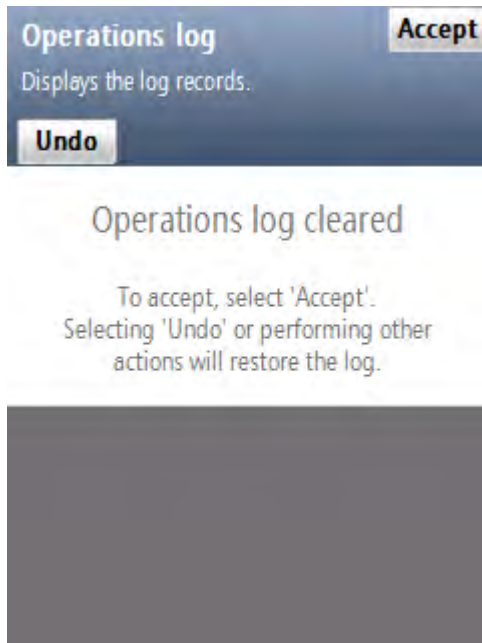 Operations log
Accept
Displays the log records.
Undo
Operations log cleared
To accept, select 'Accept'.
Selecting 'Undo' or performing other
actions will restore the log.